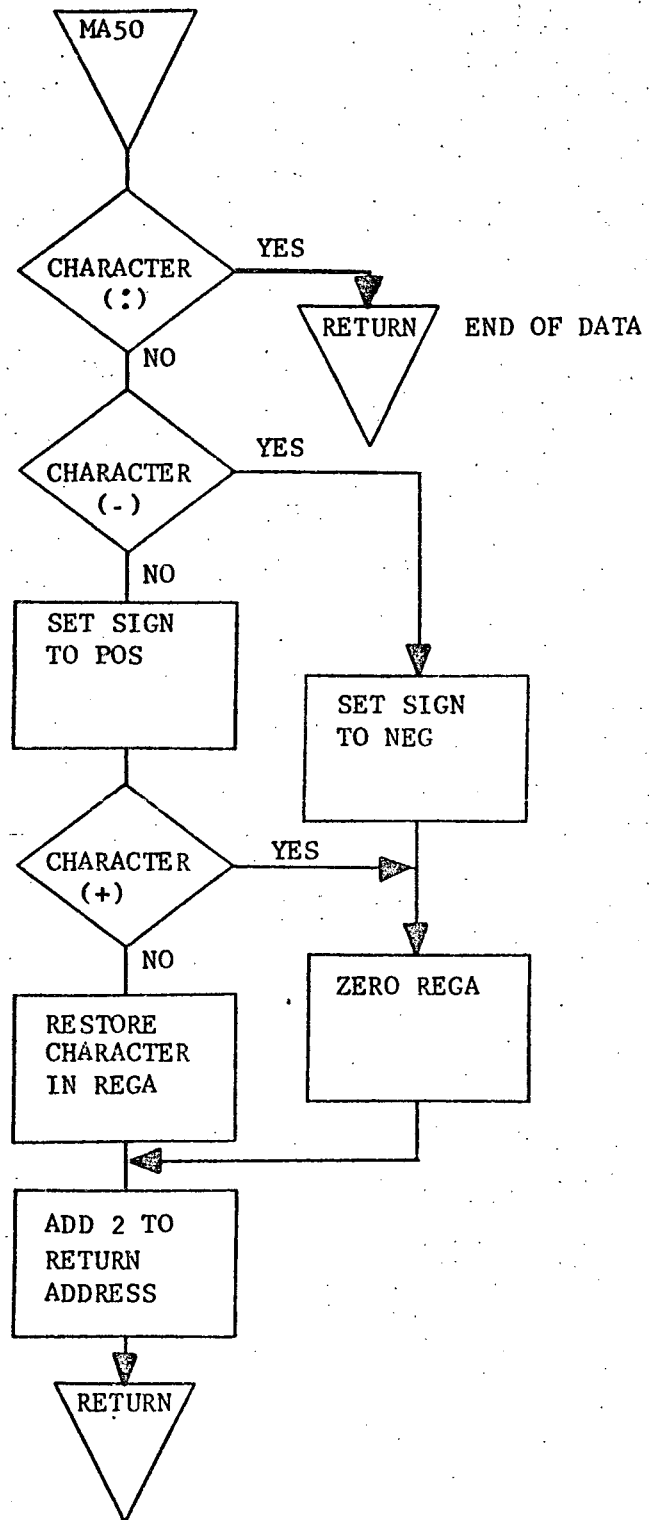 MA50
CHARACTER
(:)
YES
RETURN
END OF DATA
NO
CHARACTER
(-)
YES
NO
SET SIGN
TO POS
SET SIGN
TO NEG
CHARACTER
(+)
YES
NO
ZERO REGA
RESTORE
CHARACTER
IN REGA
ADD 2 TO
RETURN
ADDRESS
RETURN